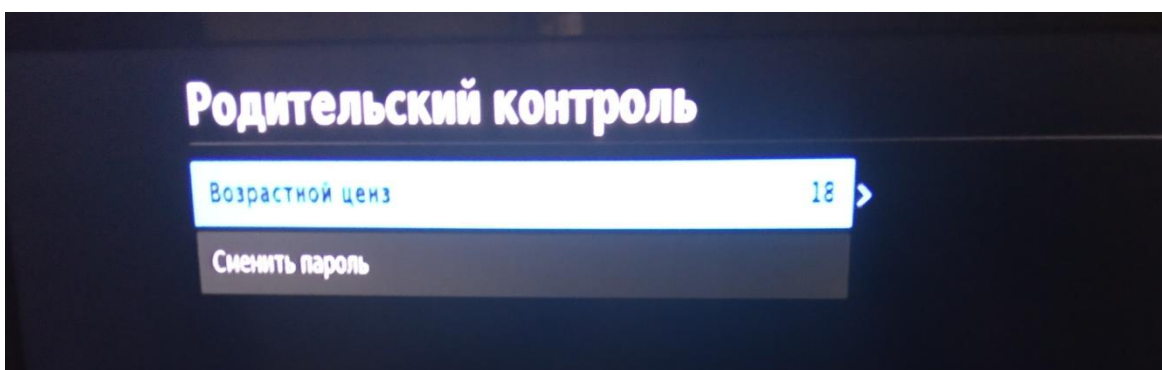 Родительский контроль
Возрастной ценз 18 >
Сменить пароль